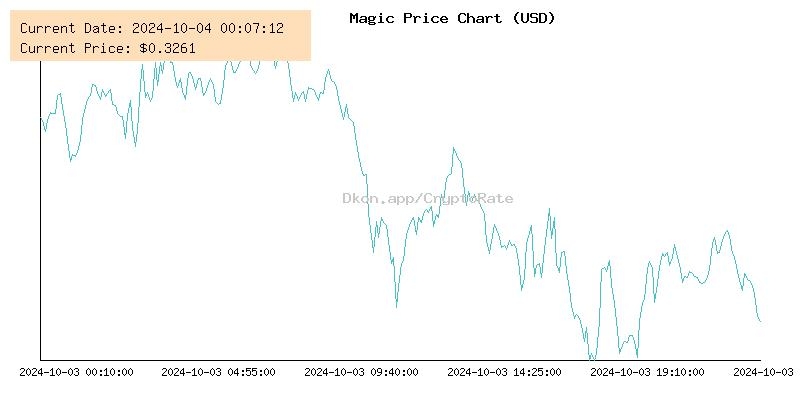 Magic Price Chart (USD)
Current Date: 2024-10-04 00:07:12
Current Price: $0.3261
Dkon.app/CryptoRate
2024-10-03 00:10:00 2024-10-03 04:55:00 2024-10-03 09:40:00 2024-10-03 14:25:00 2024-10-03 19:10:00 2024-10-03